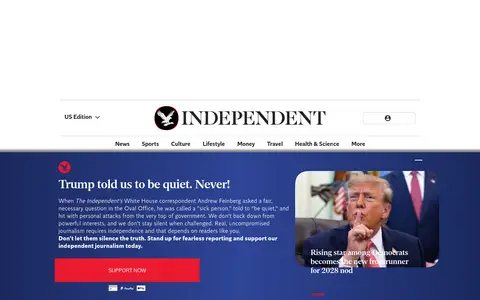 US Edition
INDEPENDENT
News Sports Culture Lifestyle Money Travel Health & Science More
Trump told us to be quiet. Never!
When The Independent's White House correspondent Andrew Feinberg asked a fair,
necessary question in the Oval Office, he was called a "sick person," told to "be quiet," and
hit with personal attacks from the very top of government. We don't back down from
powerful interests, and we don't stay silent when challenged. Real, uncompromised
journalism requires independence and that depends on readers like you.
Don't let them silence the truth. Stand up for fearless reporting and support our
independent journalism today.
SUPPORT NOW
PayPal
Rising star among Democrats
becomes the new frontrunner
for 2028 nod